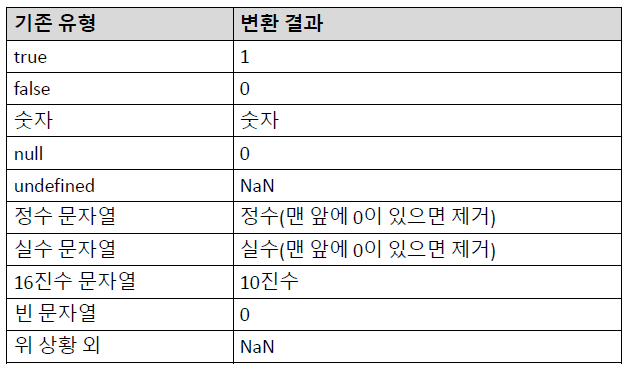 기존 유형 변환 결과
true 1
false 0
숫자 숫자
null 0
undefined NaN
정수 문자열 정수(맨 앞에 0이 있으면 제거)
실수 문자열 실수(맨 앞에 0이 있으면 제거)
16진수 문자열 10진수
빈 문자열 0
위 상황 외 NaN